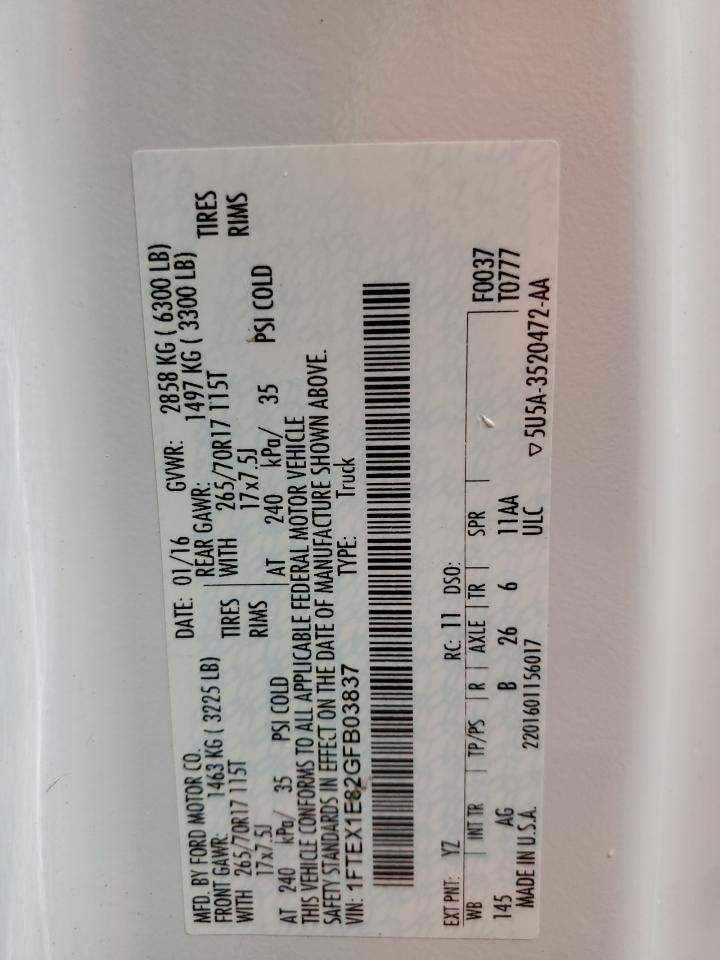 MFD. BY FORD MOTOR CO. DATE: 01/16 GVWR: 2858 KG ( 6300 LB)
FRONT GAWR: 1463 KG ( 3225 LB) REAR GAWR: 1497 KG ( 3300 LB)
WITH 265/70R17 115T TIRES WITH 265/70R17 115T TIRES
17x7.5J RIMS 17x7.5J RIMS
AT 240 kPa/ 35 PSI COLD AT 240 kPa/ 35 PSI COLD
THIS VEHICLE CONFORMS TO ALL APPLICABLE FEDERAL MOTOR VEHICLE
SAFETY STANDARDS IN EFFECT ON THE DATE OF MANUFACTURE SHOWN ABOVE.
VIN: 1FTEX1E82GFB03837 TYPE: Truck
EXT PNT: YZ RC: 11 DSO:
WB INT TR TP/PS R AXLE TR SPR F0037
145 AG B 26 6 11AA T0777
MADE IN U.S.A. 2201601156017 ULC
▽ 5U5A-3520472-AA